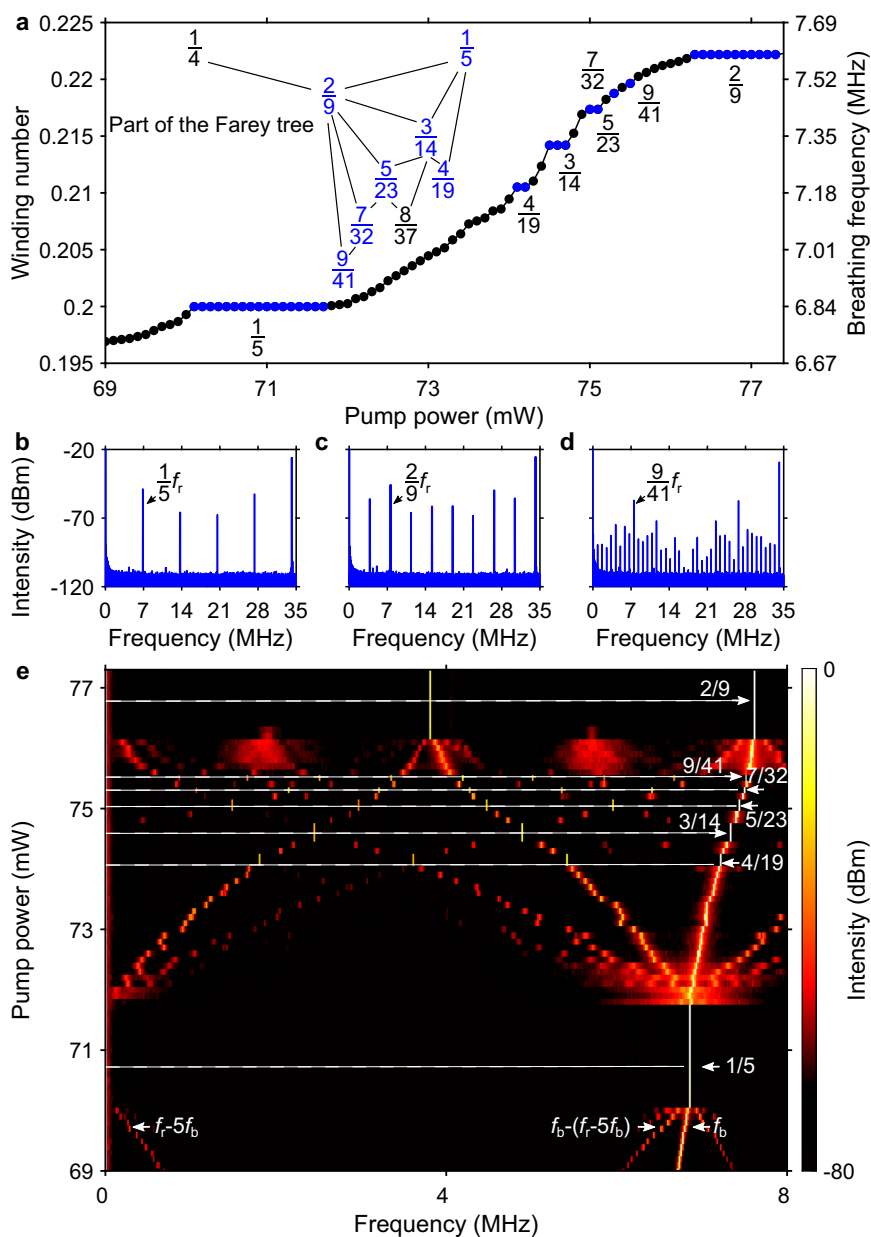 a
0.225
0.22
0.215
0.21
0.205
0.2
0.195
Winding number
7.69
7.52
7.35
7.18
7.01
6.84
6.67
Breathing frequency (MHz)
69
71
73
75
77
Pump power (mW)
Part of the Farey tree
1/4
1/5
2/9
3/14
5/23
4/19
7/32
8/37
9/41
1/5
4/19
3/14
7/32
5/23
9/41
2/9
b
-20
-70
-120
Intensity (dBm)
1/5 fr
0 7 14 21 28 35
Frequency (MHz)
c
2/9 fr
0 7 14 21 28 35
Frequency (MHz)
d
9/41 fr
0 7 14 21 28 35
Frequency (MHz)
e
77
75
73
71
69
Pump power (mW)
2/9
9/41
7/32
5/23
3/14
4/19
1/5
fr-5fb
fb-(fr-5fb)
fb
0 4 8
Frequency (MHz)
0
-80
Intensity (dBm)